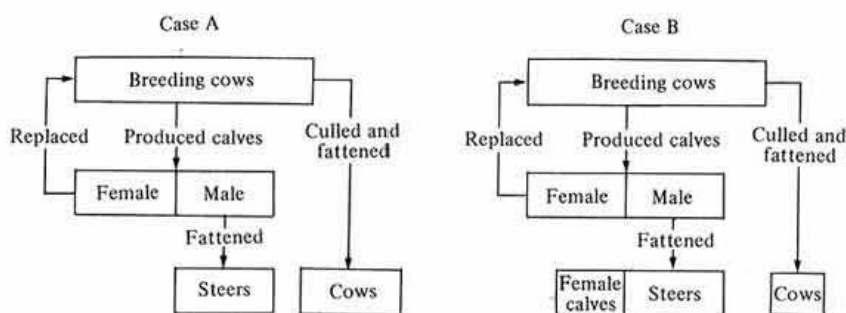 Case A
Breeding cows
Replaced
Produced calves
Culled and
fattened
Female
Male
Fattened
Steers
Cows
Case B
Breeding cows
Replaced
Produced calves
Culled and
fattened
Female
Male
Fattened
Female
calves
Steers
Cows